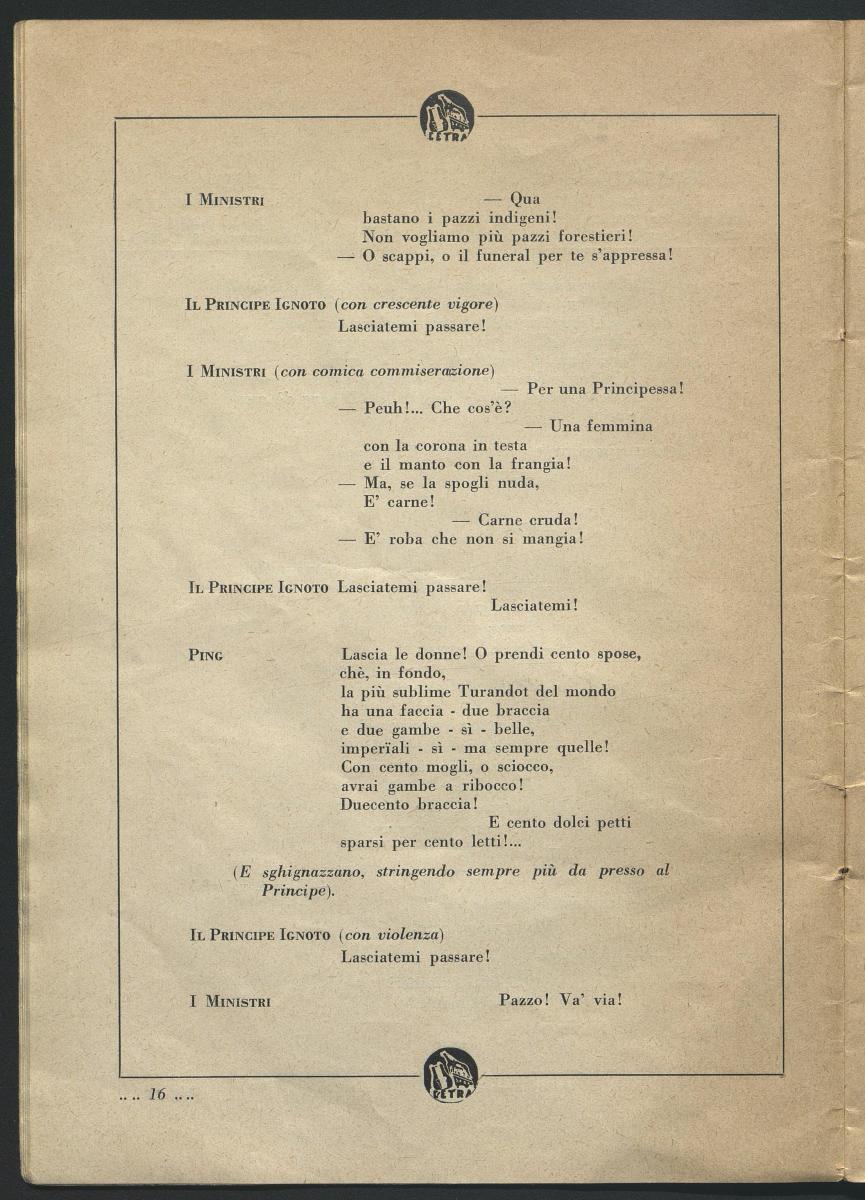 CETRA
I Ministri — Qua
bastano i pazzi indigeni!
Non vogliamo più pazzi forestieri!
— O scappi, o il funeral per te s'appressa!
Il Principe Ignoto (con crescente vigore)
Lasciatemi passare!
I Ministri (con comica commiserazione)
— Per una Principessa!
— Peuh!... Che cos'è?
— Una femmina
con la corona in testa
e il manto con la frangia!
— Ma, se la spogli nuda,
E' carne!
— Carne cruda!
— E' roba che non si mangia!
Il Principe Ignoto Lasciatemi passare!
Lasciatemi!
Ping Lascia le donne! O prendi cento spose,
chè, in fondo,
la più sublime Turandot del mondo
ha una faccia - due braccia
e due gambe - sì - belle,
imperïali - sì - ma sempre quelle!
Con cento mogli, o sciocco,
avrai gambe a ribocco!
Duecento braccia!
E cento dolci petti
sparsi per cento letti!...
(E sghignazzano, stringendo sempre più da presso al
Principe).
Il Principe Ignoto (con violenza)
Lasciatemi passare!
I Ministri Pazzo! Va' via!
CETRA
.. .. 16 .. ..